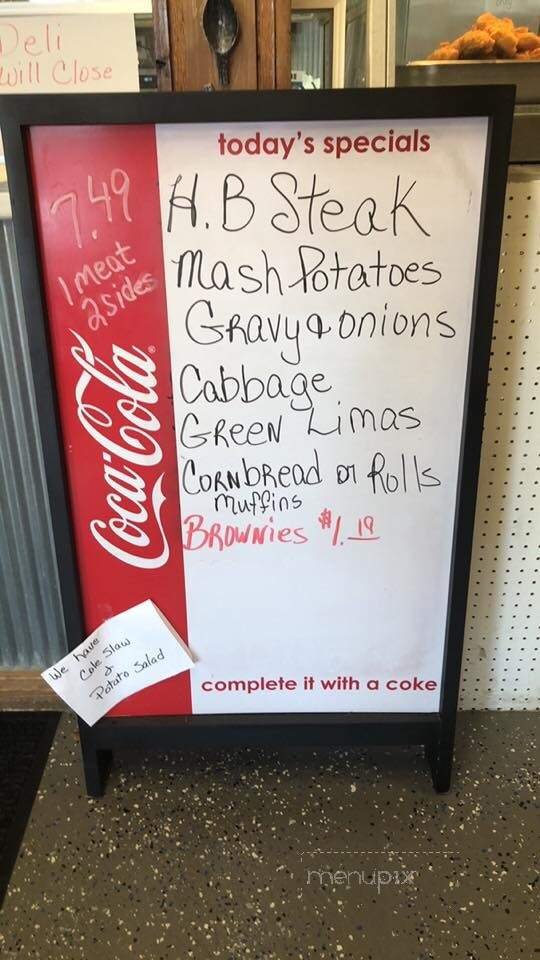 Deli
Will Close
today's specials
7.49
1 meat
2 sides
H.B Steak
Mash Potatoes
Gravy & onions
Cabbage
Green Limas
Cornbread or Rolls
muffins
Brownies $1.19
Coca-Cola®
We have
Cole Slaw
&
Potato Salad
complete it with a coke
menupix